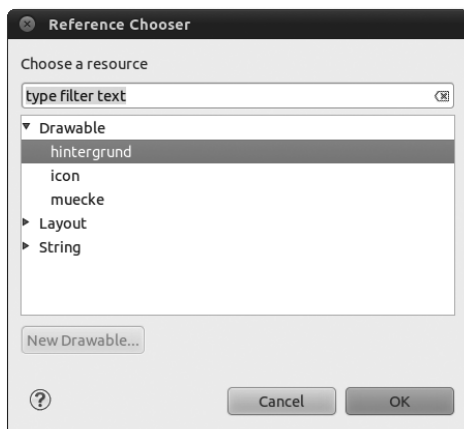 Reference Chooser
Choose a resource
type filter text
Drawable
hintergrund
icon
muecke
Layout
String
New Drawable...
?
Cancel OK